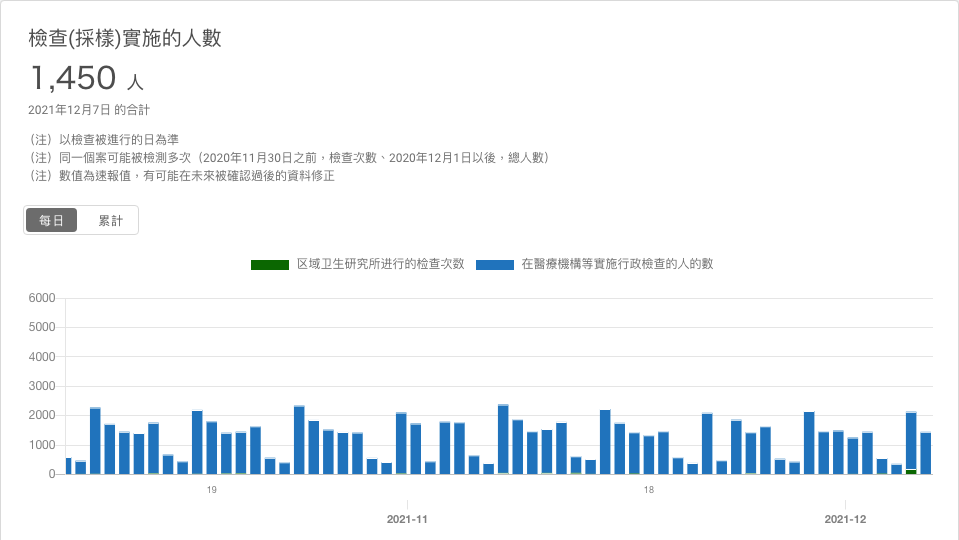 檢查(採樣)實施的人數
1,450 人
2021年12月7日 的合計
（注）以檢查被進行的日為準
（注）同一個案可能被檢測多次（2020年11月30日之前，檢查次數、2020年12月1日以後，總人數）
（注）數值為速報值，有可能在未來被確認過後的資料修正
每日 累計
区域卫生研究所进行的检查次数 在醫療機構等實施行政檢查的人的數
6000
5000
4000
3000
2000
1000
0
19 18
2021-11 2021-12